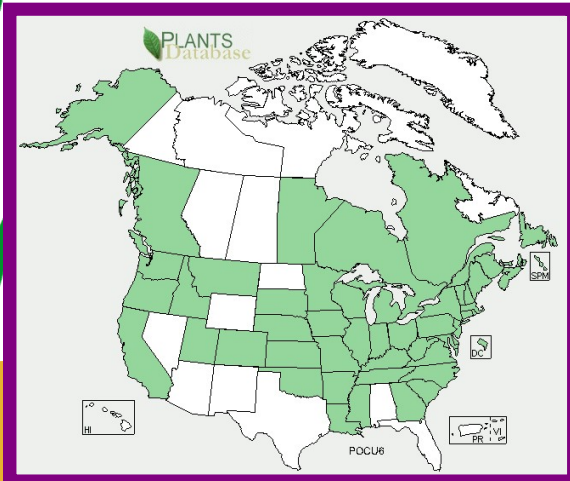 PLANTS
Database
SPM
DC
HI
PR
VI
POCU6